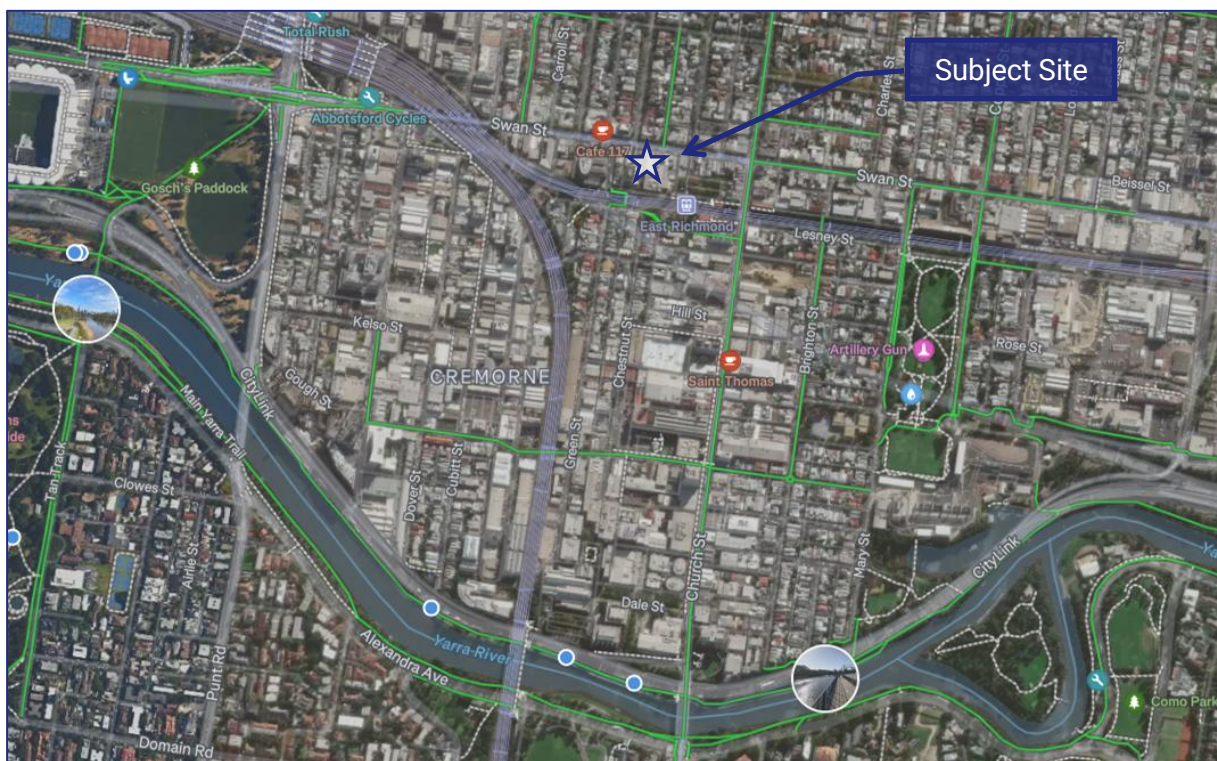 Total Rush
Carroll St
Subject Site
Charles St
Abbotsford Cycles
Swan St
Cafe 117
Gosch's Paddock
Swan St
Beissel St
East Richmond
Lesney St
Hill St
Kelso St
Chestnut St
Brighton St
Artillery Gun
Rose St
CREMORNE
Saint Thomas
CityLink
Gough St
Main Yarra Trail
Tan Track
Clowes St
Green St
Cubitt St
Dover St
Airlie St
Punt Rd
Church St
Mary St
CityLink
Dale St
Yarra River
Alexandra Ave
Como Park
Domain Rd